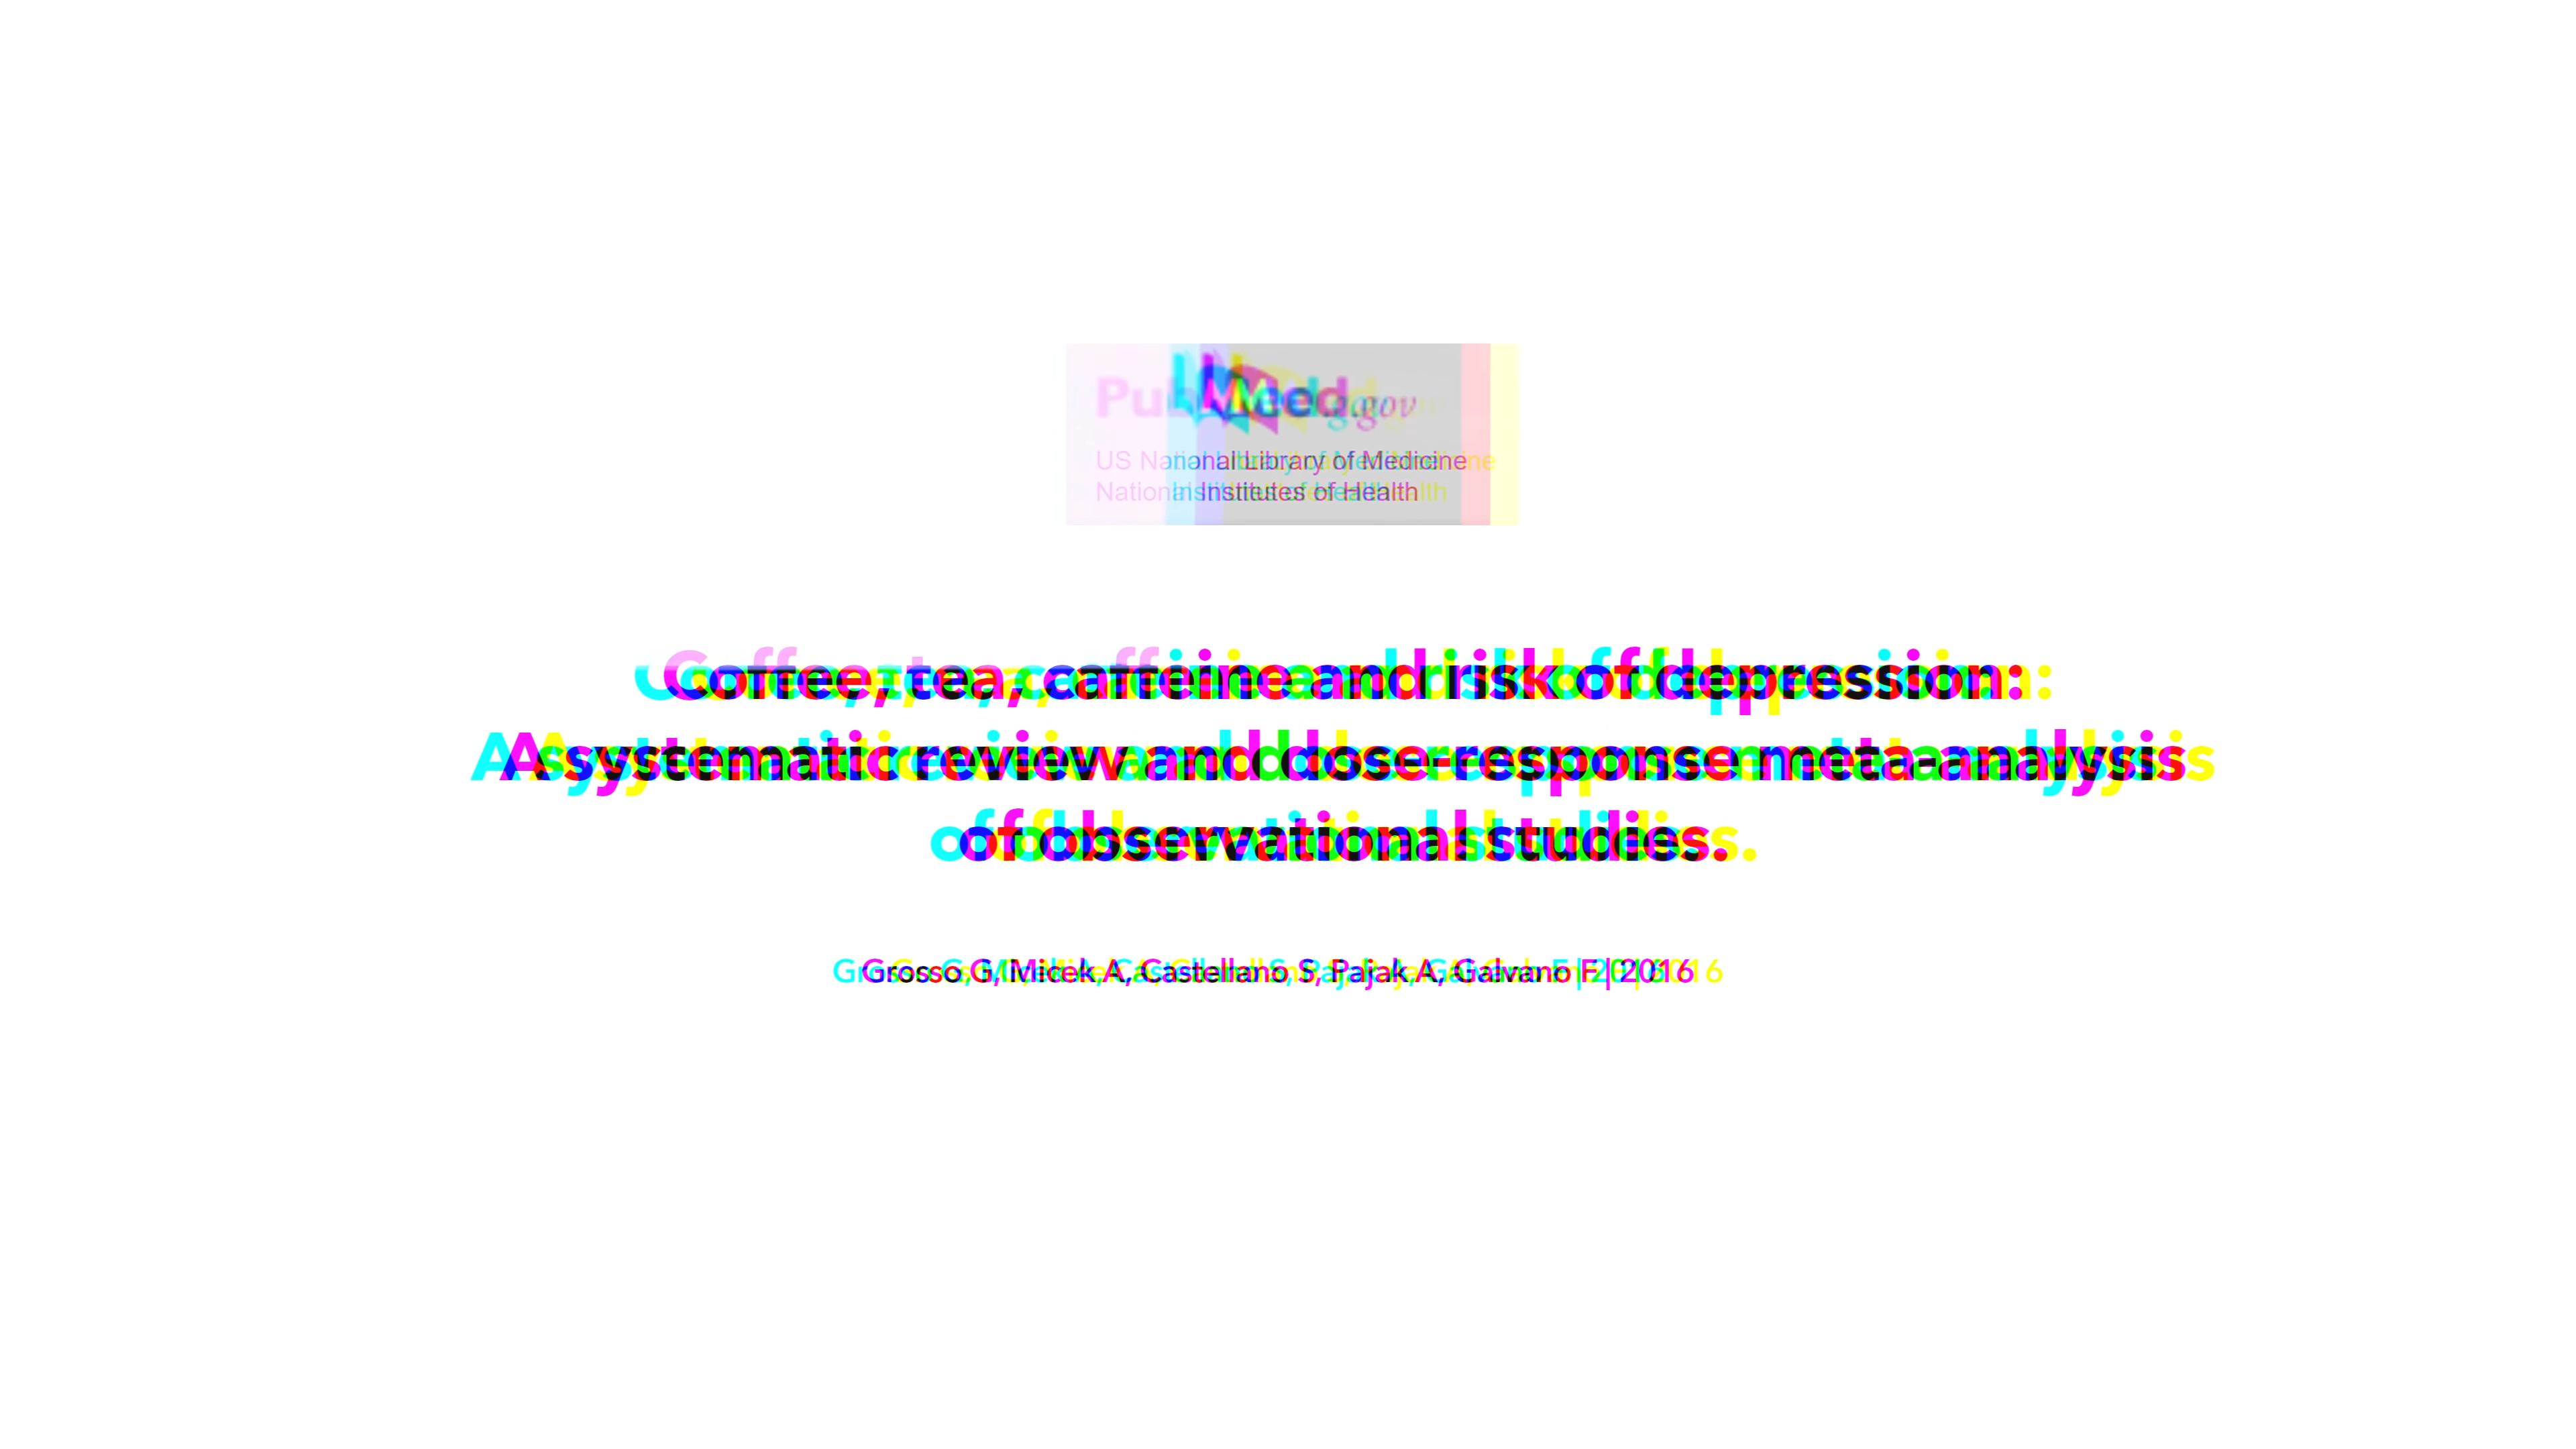 PubMed.gov
US National Library of Medicine
National Institutes of Health
Coffee, tea, caffeine and risk of depression:
A systematic review and dose-response meta-analysis
of observational studies.
Grosso G, Micek A, Castellano S, Pajak A, Galvano F | 2016